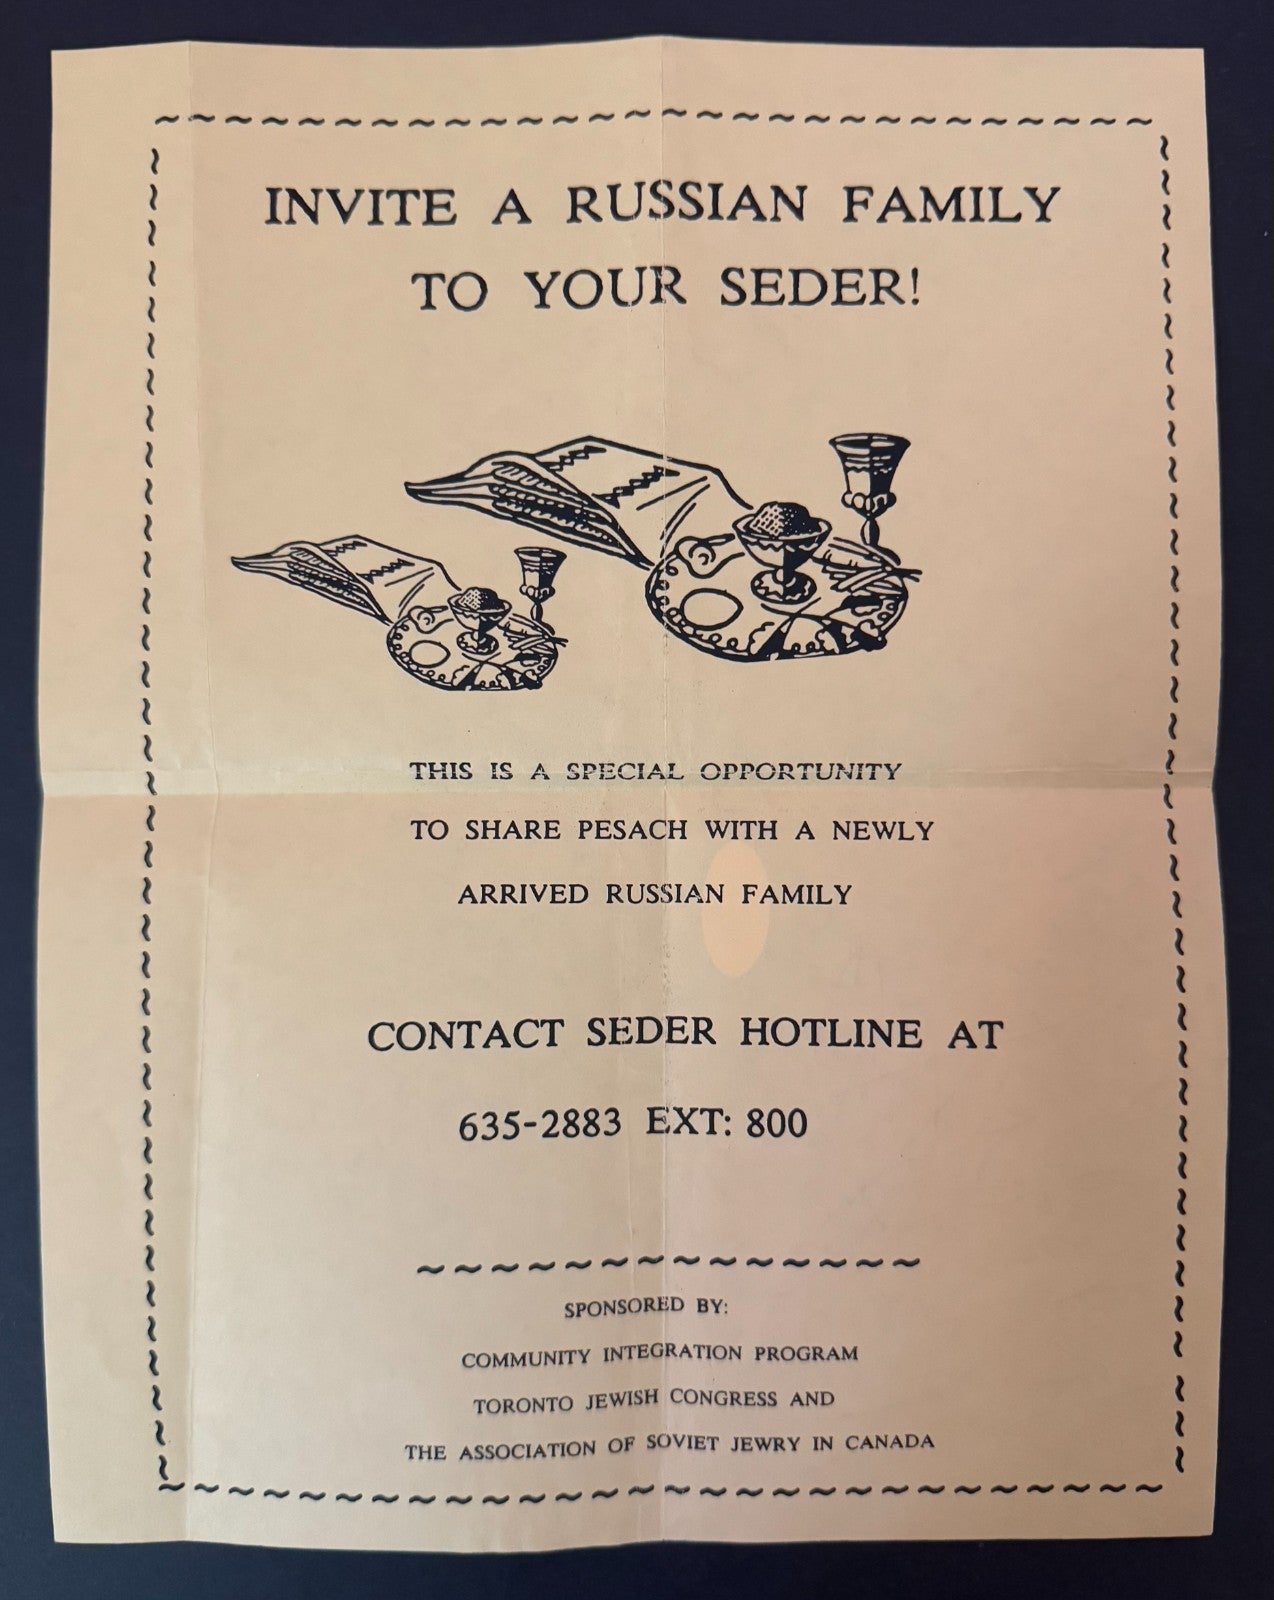 INVITE A RUSSIAN FAMILY
TO YOUR SEDER!
THIS IS A SPECIAL OPPORTUNITY
TO SHARE PESACH WITH A NEWLY
ARRIVED RUSSIAN FAMILY
CONTACT SEDER HOTLINE AT
635-2883 EXT: 800
SPONSORED BY:
COMMUNITY INTEGRATION PROGRAM
TORONTO JEWISH CONGRESS AND
THE ASSOCIATION OF SOVIET JEWRY IN CANADA